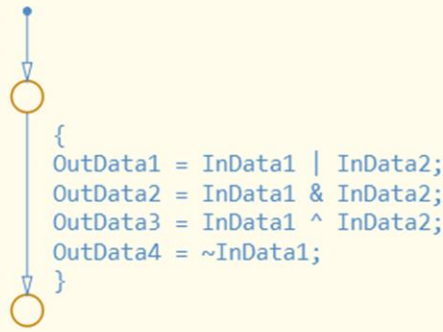 {
OutData1 = InData1 | InData2;
OutData2 = InData1 & InData2;
OutData3 = InData1 ^ InData2;
OutData4 = ~InData1;
}